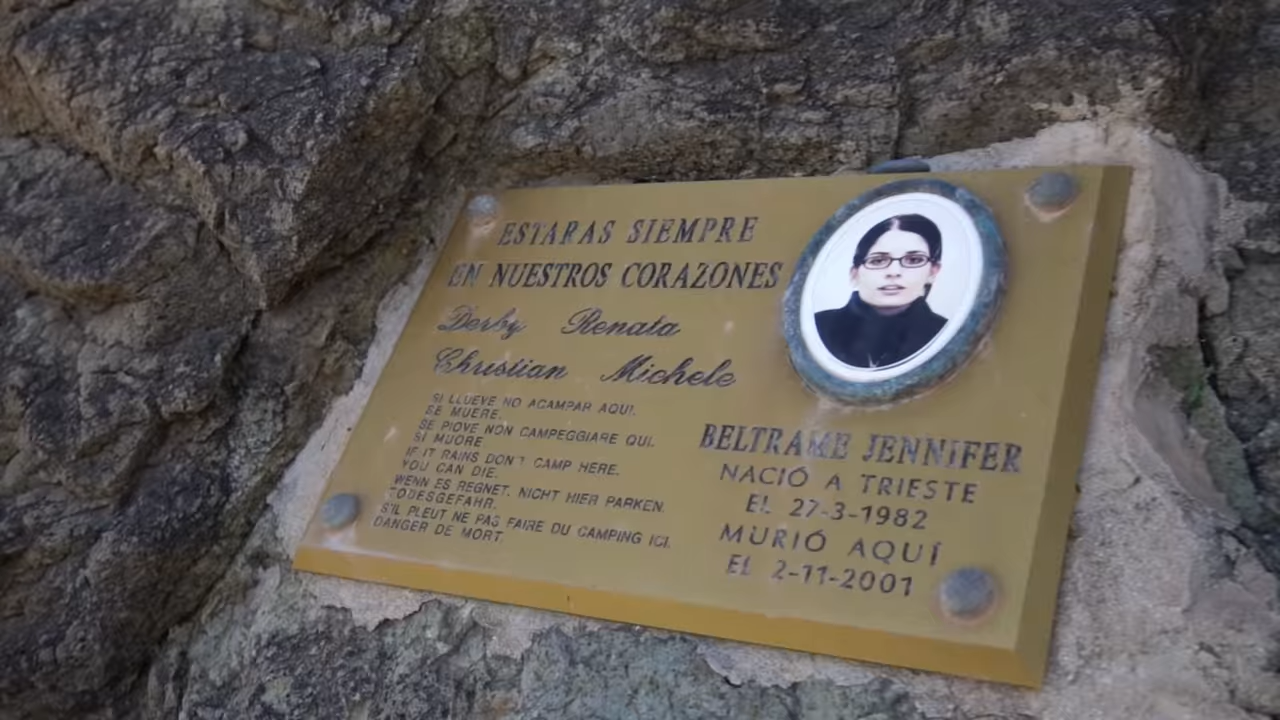 ESTARAS SIEMPRE
EN NUESTROS CORAZONES
Derby Renata
Christian Michele
SI LLUEVE NO ACAMPAR AQUI.
SE MUERE.
SE PIOVE NON CAMPEGGIARE QUI.
SI MUORE
IF IT RAINS DON'T CAMP HERE.
YOU CAN DIE.
WENN ES REGNET, NICHT HIER PARKEN.
TODESGEFAHR.
S'IL PLEUT NE PAS FAIRE DU CAMPING ICI.
DANGER DE MORT.
BELTRAME JENNIFER
NACIÓ A TRIESTE
EL 27-3-1982
MURIÓ AQUÍ
EL 2-11-2001